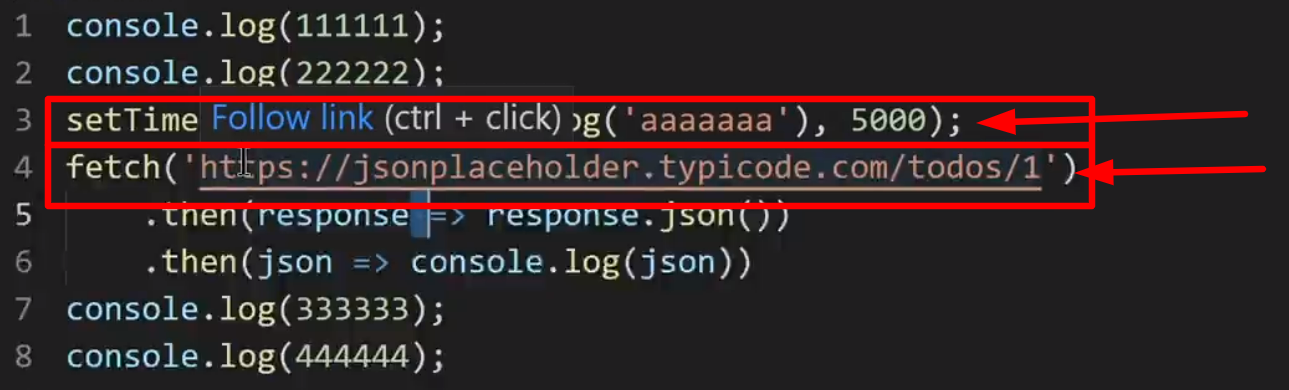 1 console.log(111111);
2 console.log(222222);
3 setTime Follow link (ctrl + click) og('aaaaaaa'), 5000);
4 fetch('https://jsonplaceholder.typicode.com/todos/1')
5 .then(response => response.json())
6 .then(json => console.log(json))
7 console.log(333333);
8 console.log(444444);